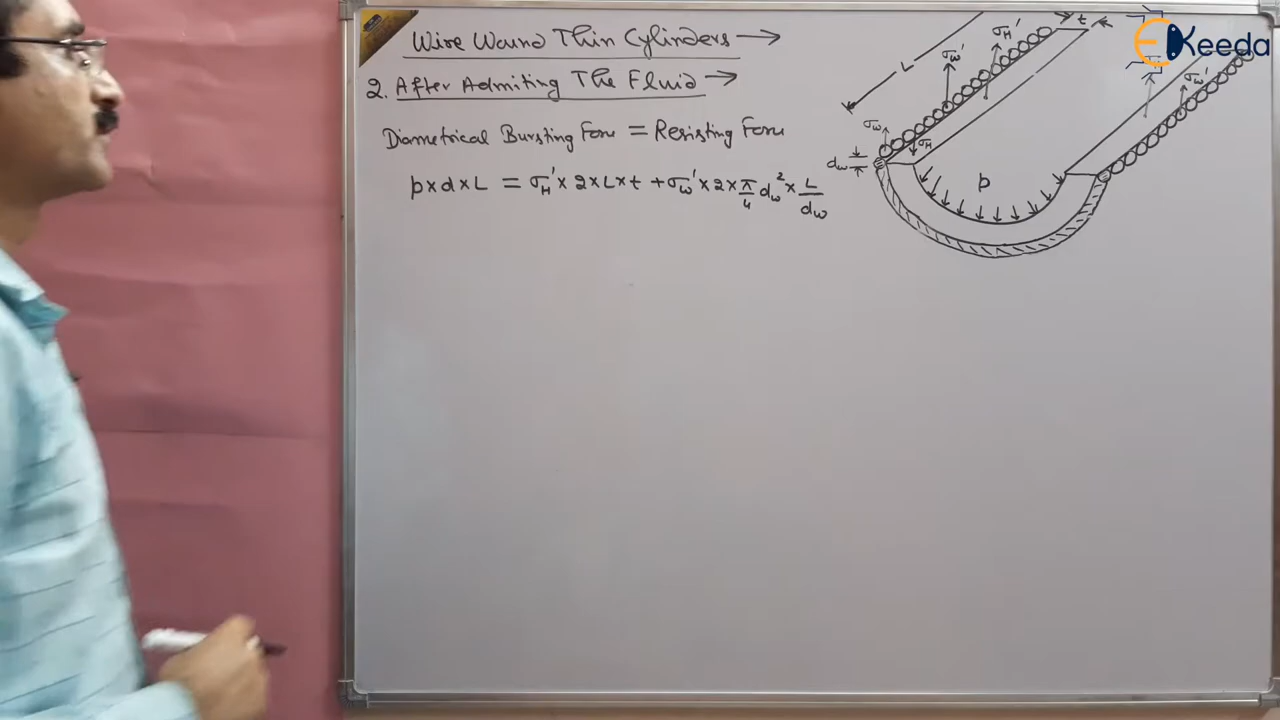 Wire Wound Thin Cylinders →
2. After Admiting The Fluid →
Diametrical Bursting Force = Resisting Force
p×d×L = σH'×2×L×t + σw'×2×π/4 dw²×L/dw
L
t
σw'
σH'
σw
σH
dw
p
σw'
EKeeda